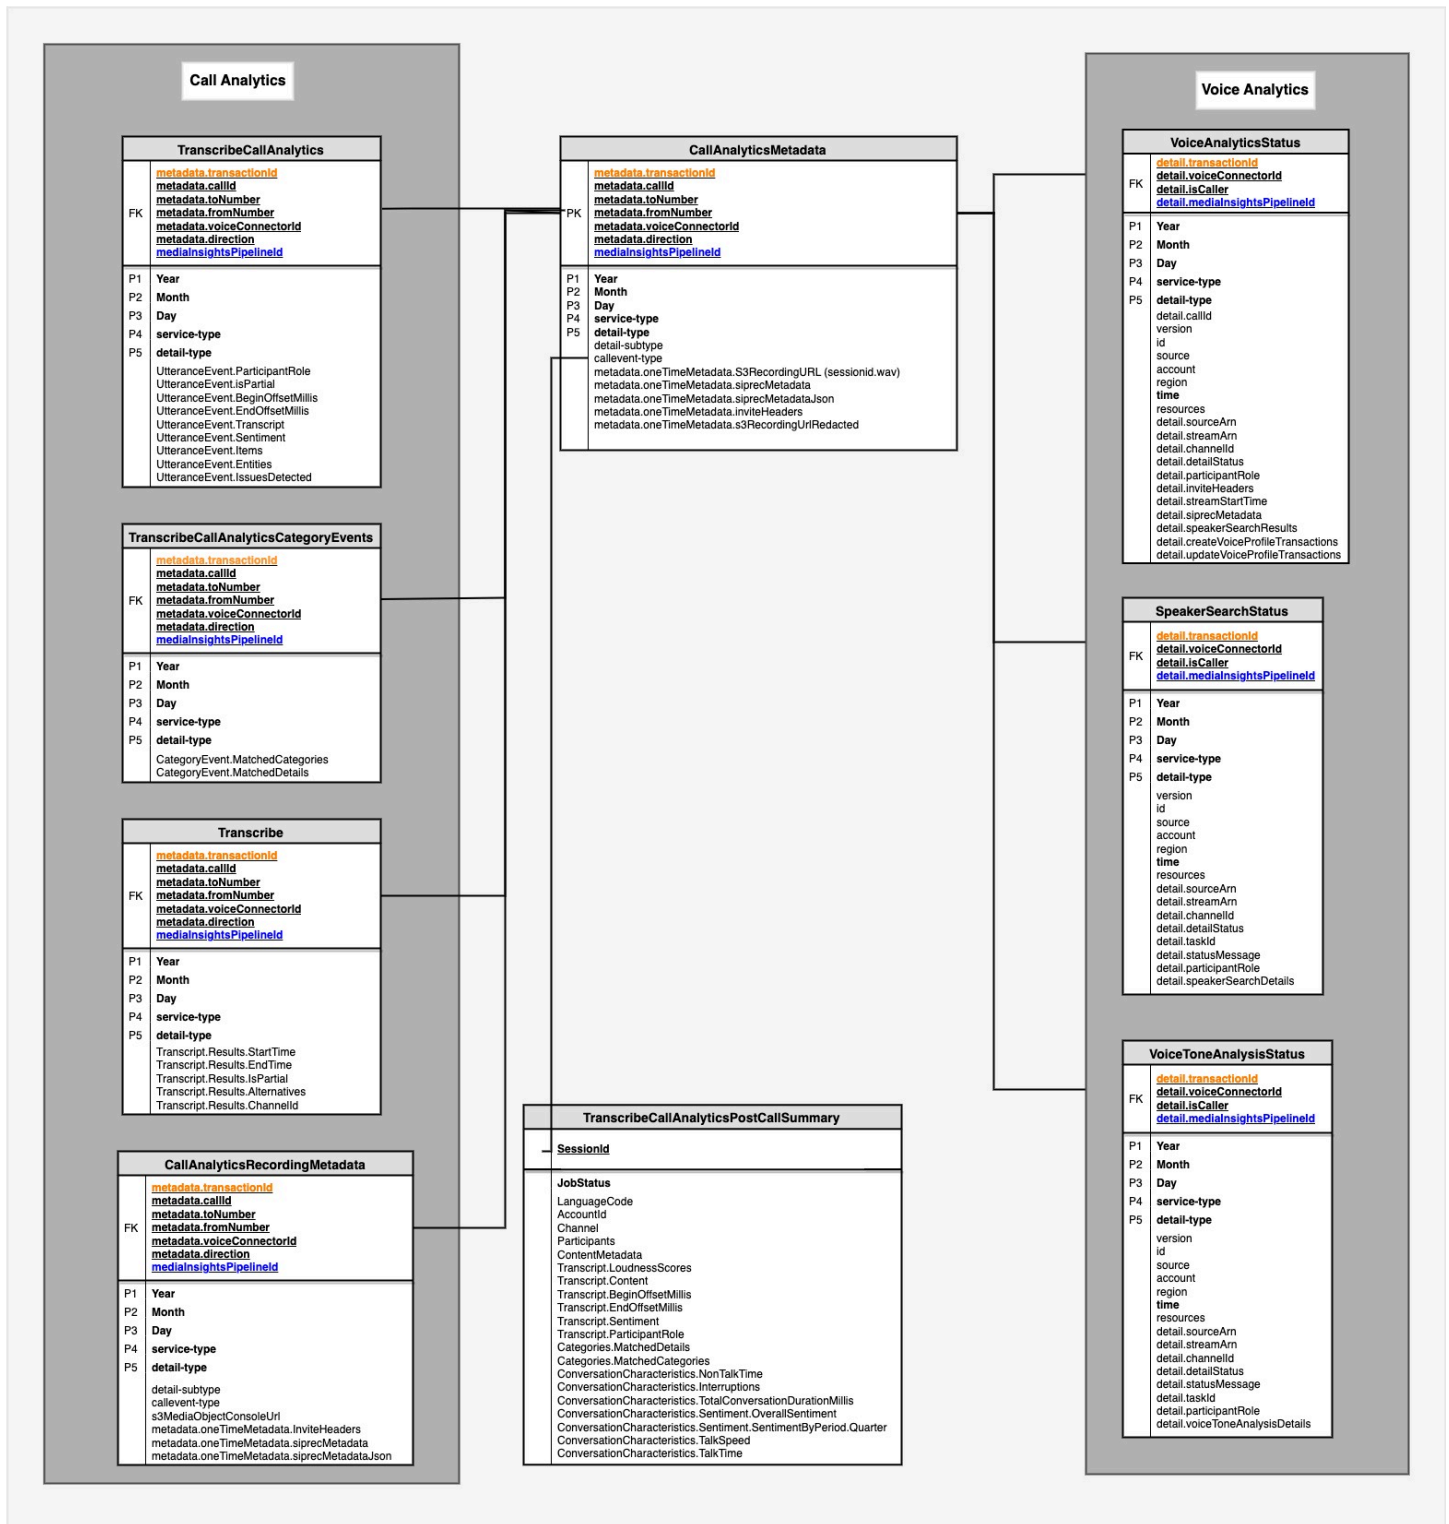 Call Analytics
TranscribeCallAnalytics
FK
metadata.transactionId
metadata.callId
metadata.toNumber
metadata.fromNumber
metadata.voiceConnectorId
metadata.direction
mediaInsightsPipelineId
P1 Year
P2 Month
P3 Day
P4 service-type
P5 detail-type
UtteranceEvent.ParticipantRole
UtteranceEvent.isPartial
UtteranceEvent.BeginOffsetMillis
UtteranceEvent.EndOffsetMillis
UtteranceEvent.Transcript
UtteranceEvent.Sentiment
UtteranceEvent.Items
UtteranceEvent.Entities
UtteranceEvent.IssuesDetected
TranscribeCallAnalyticsCategoryEvents
FK
metadata.transactionId
metadata.callId
metadata.toNumber
metadata.fromNumber
metadata.voiceConnectorId
metadata.direction
mediaInsightsPipelineId
P1 Year
P2 Month
P3 Day
P4 service-type
P5 detail-type
CategoryEvent.MatchedCategories
CategoryEvent.MatchedDetails
Transcribe
FK
metadata.transactionId
metadata.callId
metadata.toNumber
metadata.fromNumber
metadata.voiceConnectorId
metadata.direction
mediaInsightsPipelineId
P1 Year
P2 Month
P3 Day
P4 service-type
P5 detail-type
Transcript.Results.StartTime
Transcript.Results.EndTime
Transcript.Results.IsPartial
Transcript.Results.Alternatives
Transcript.Results.ChannelId
CallAnalyticsRecordingMetadata
FK
metadata.transactionId
metadata.callId
metadata.toNumber
metadata.fromNumber
metadata.voiceConnectorId
metadata.direction
mediaInsightsPipelineId
P1 Year
P2 Month
P3 Day
P4 service-type
P5 detail-type
detail-subtype
callevent-type
s3MediaObjectConsoleUrl
metadata.oneTimeMetadata.InviteHeaders
metadata.oneTimeMetadata.siprecMetadata
metadata.oneTimeMetadata.siprecMetadataJson
CallAnalyticsMetadata
PK
metadata.transactionId
metadata.callId
metadata.toNumber
metadata.fromNumber
metadata.voiceConnectorId
metadata.direction
mediaInsightsPipelineId
P1 Year
P2 Month
P3 Day
P4 service-type
P5 detail-type
detail-subtype
callevent-type
metadata.oneTimeMetadata.S3RecordingURL (sessionid.wav)
metadata.oneTimeMetadata.siprecMetadata
metadata.oneTimeMetadata.siprecMetadataJson
metadata.oneTimeMetadata.inviteHeaders
metadata.oneTimeMetadata.s3RecordingUrlRedacted
TranscribeCallAnalyticsPostCallSummary
SessionId
JobStatus
LanguageCode
AccountId
Channel
Participants
ContentMetadata
Transcript.LoudnessScores
Transcript.Content
Transcript.BeginOffsetMillis
Transcript.EndOffsetMillis
Transcript.Sentiment
Transcript.ParticipantRole
Categories.MatchedDetails
Categories.MatchedCategories
ConversationCharacteristics.NonTalkTime
ConversationCharacteristics.Interruptions
ConversationCharacteristics.TotalConversationDurationMillis
ConversationCharacteristics.Sentiment.OverallSentiment
ConversationCharacteristics.Sentiment.SentimentByPeriod.Quarter
ConversationCharacteristics.TalkSpeed
ConversationCharacteristics.TalkTime
Voice Analytics
VoiceAnalyticsStatus
FK
detail.transactionId
detail.voiceConnectorId
detail.isCaller
detail.mediaInsightsPipelineId
P1 Year
P2 Month
P3 Day
P4 service-type
P5 detail-type
detail.callId
version
id
source
account
region
time
resources
detail.sourceArn
detail.streamArn
detail.channelId
detail.detailStatus
detail.participantRole
detail.inviteHeaders
detail.streamStartTime
detail.siprecMetadata
detail.speakerSearchResults
detail.createVoiceProfileTransactions
detail.updateVoiceProfileTransactions
SpeakerSearchStatus
FK
detail.transactionId
detail.voiceConnectorId
detail.isCaller
detail.mediaInsightsPipelineId
P1 Year
P2 Month
P3 Day
P4 service-type
P5 detail-type
version
id
source
account
region
time
resources
detail.sourceArn
detail.streamArn
detail.channelId
detail.detailStatus
detail.taskId
detail.statusMessage
detail.participantRole
detail.speakerSearchDetails
VoiceToneAnalysisStatus
FK
detail.transactionId
detail.voiceConnectorId
detail.isCaller
detail.mediaInsightsPipelineId
P1 Year
P2 Month
P3 Day
P4 service-type
P5 detail-type
version
id
source
account
region
time
resources
detail.sourceArn
detail.streamArn
detail.channelId
detail.detailStatus
detail.statusMessage
detail.taskId
detail.participantRole
detail.voiceToneAnalysisDetails